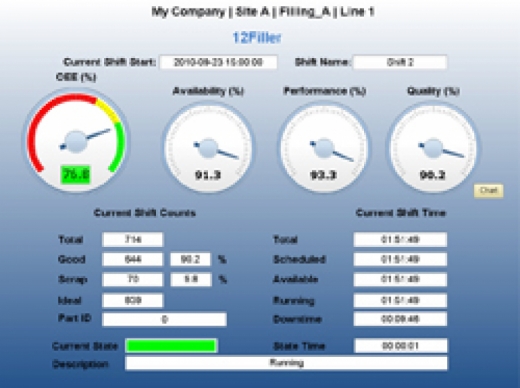 My Company | Site A | Filling_A | Line 1
12Filler
Current Shift Start: 2010-09-23 15:00:00 Shift Name: Shift 2
OEE (%) Availability (%) Performance (%) Quality (%)
76.8 91.3 93.3 90.2
Chart
Current Shift Counts Current Shift Time
Total 714 Total 01:51:49
Good 644 90.2 % Scheduled 01:51:49
Scrap 70 9.8 % Available 01:51:49
Ideal Running 01:51:49
Part ID 0 Downtime 00:09:46
Current State State Time 00:00:01
Description Running